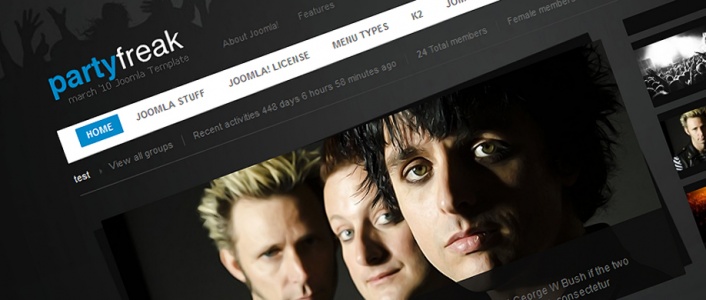 About Joomla! Features
partyfreak
march '10 Joomla Template
HOME JOOMLA STUFF JOOMLA! LICENSE MENU TYPES K2
test › View all groups Recent activities 448 days 6 hours 58 minutes ago 24 Total members Female members
George W Bush if the two
consectetur